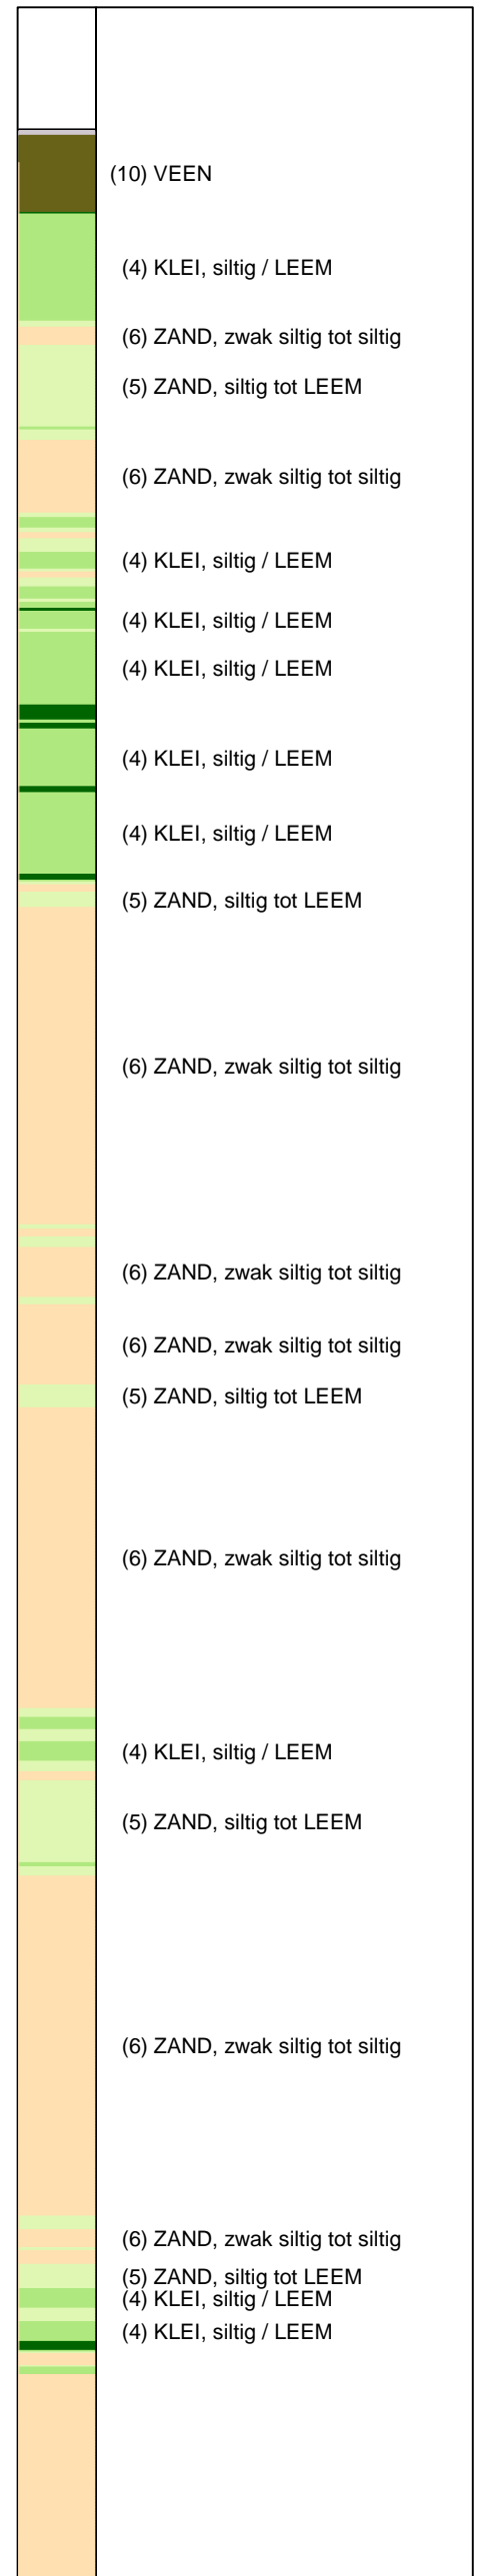 (10) VEEN
(4) KLEI, siltig / LEEM
(6) ZAND, zwak siltig tot siltig
(5) ZAND, siltig tot LEEM
(6) ZAND, zwak siltig tot siltig
(4) KLEI, siltig / LEEM
(4) KLEI, siltig / LEEM
(4) KLEI, siltig / LEEM
(4) KLEI, siltig / LEEM
(4) KLEI, siltig / LEEM
(5) ZAND, siltig tot LEEM
(6) ZAND, zwak siltig tot siltig
(6) ZAND, zwak siltig tot siltig
(6) ZAND, zwak siltig tot siltig
(5) ZAND, siltig tot LEEM
(6) ZAND, zwak siltig tot siltig
(4) KLEI, siltig / LEEM
(5) ZAND, siltig tot LEEM
(6) ZAND, zwak siltig tot siltig
(6) ZAND, zwak siltig tot siltig
(5) ZAND, siltig tot LEEM
(4) KLEI, siltig / LEEM
(4) KLEI, siltig / LEEM